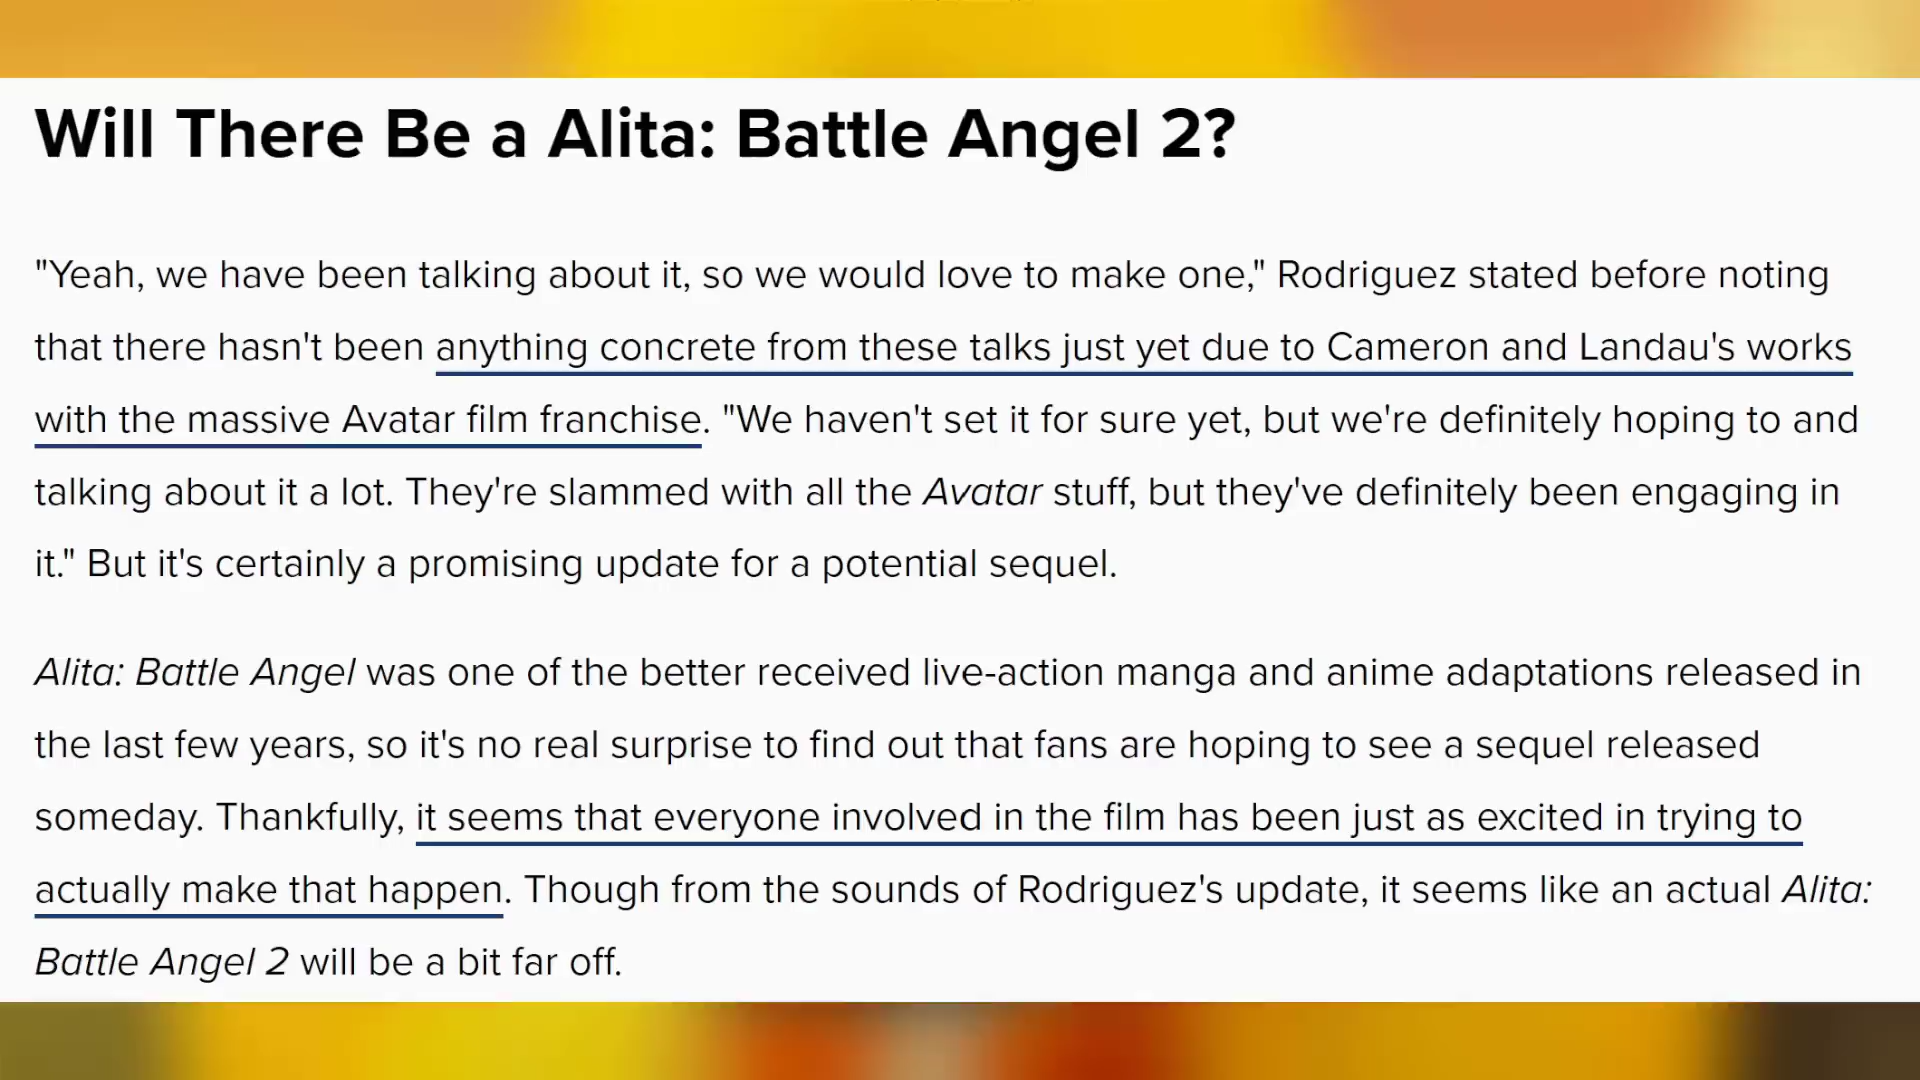 Will There Be a Alita: Battle Angel 2?
"Yeah, we have been talking about it, so we would love to make one," Rodriguez stated before noting
that there hasn't been anything concrete from these talks just yet due to Cameron and Landau's works
with the massive Avatar film franchise. "We haven't set it for sure yet, but we're definitely hoping to and
talking about it a lot. They're slammed with all the Avatar stuff, but they've definitely been engaging in
it." But it's certainly a promising update for a potential sequel.
Alita: Battle Angel was one of the better received live-action manga and anime adaptations released in
the last few years, so it's no real surprise to find out that fans are hoping to see a sequel released
someday. Thankfully, it seems that everyone involved in the film has been just as excited in trying to
actually make that happen. Though from the sounds of Rodriguez's update, it seems like an actual Alita:
Battle Angel 2 will be a bit far off.